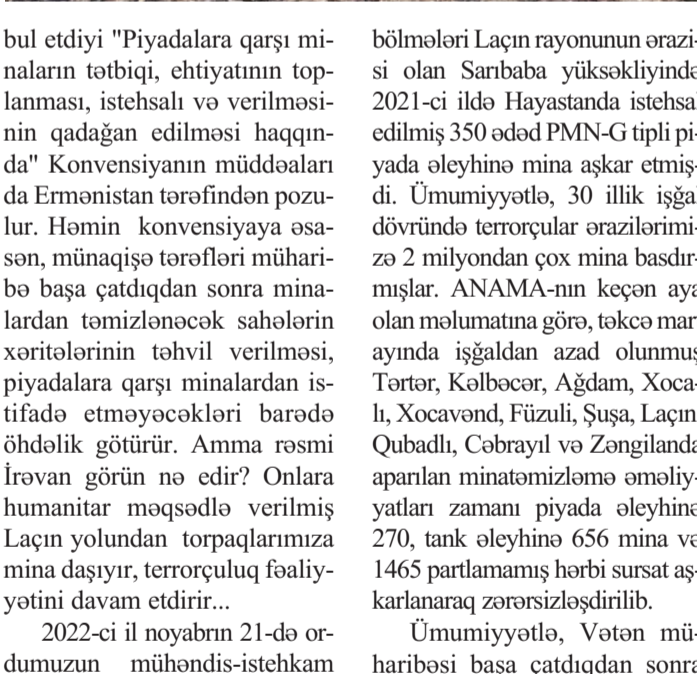 bul etdiyi "Piyadalara qarşı mi-
naların tətbiqi, ehtiyatının top-
lanması, istehsalı və verilməsi-
nin qadağan edilməsi haqqın-
da" Konvensiyanın müddəaları
da Ermənistan tərəfindən pozu-
lur. Həmin konvensiyaya əsa-
sən, münaqişə tərəfləri mühari-
bə başa çatdıqdan sonra mina-
lardan təmizlənəcək sahələrin
xəritələrinin təhvil verilməsi,
piyadalara qarşı minalardan is-
tifadə etməyəcəkləri barədə
öhdəlik götürür. Amma rəsmi
İrəvan görün nə edir? Onlara
humanitar məqsədlə verilmiş
Laçın yolundan torpaqlarımıza
mina daşıyır, terrorçuluq fəaliy-
yətini davam etdirir...
2022-ci il noyabrın 21-də or-
dumuzun mühəndis-istehkam
bölmələri Laçın rayonunun ərazi-
si olan Sarıbaba yüksəkliyində
2021-ci ildə Hayastanda istehsal
edilmiş 350 ədəd PMN-G tipli pi-
yada əleyhinə mina aşkar etmiş-
di. Ümumiyyətlə, 30 illik işğal
dövründə terrorçular ərazilərimi-
zə 2 milyondan çox mina basdır-
mışlar. ANAMA-nın keçən aya
olan məlumatına görə, təkcə mart
ayında işğaldan azad olunmuş
Tərtər, Kəlbəcər, Ağdam, Xoca-
lı, Xocavənd, Füzuli, Şuşa, Laçın,
Qubadlı, Cəbrayıl və Zəngilanda
aparılan minatəmizləmə əməliy-
yatları zamanı piyada əleyhinə
270, tank əleyhinə 656 mina və
1465 partlamamış hərbi sursat aş-
karlanaraq zərərsizləşdirilib.
Ümumiyyətlə, Vətən mü-
haribəsi başa çatdıqdan sonra